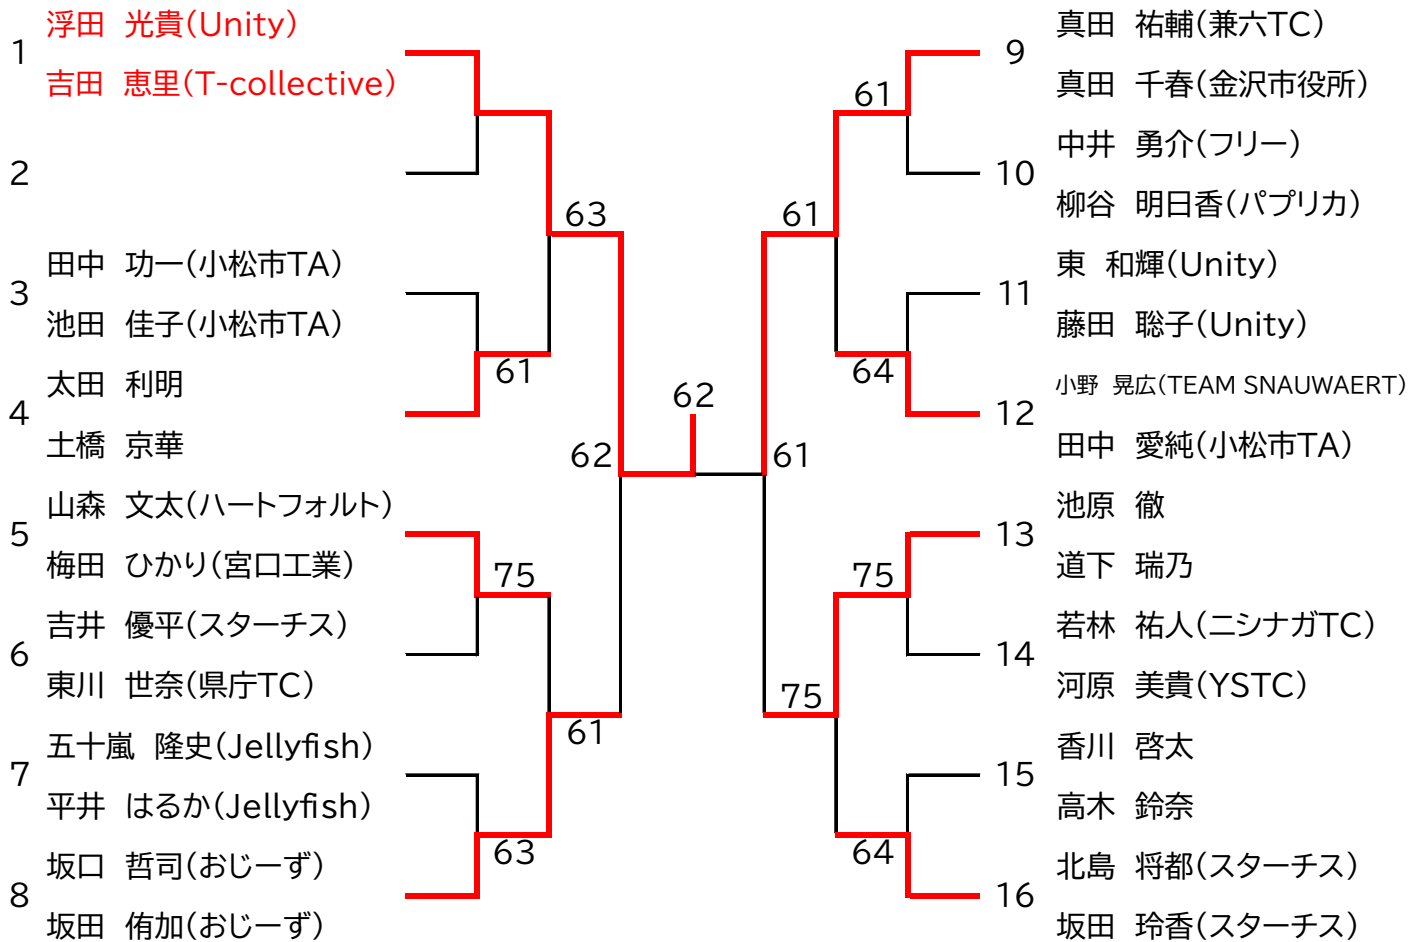 1
浮田 光貴(Unity)
吉田 恵里(T-collective)
2
3
田中 功一(小松市TA)
池田 佳子(小松市TA)
4
太田 利明
土橋 京華
5
山森 文太(ハートフォルト)
梅田 ひかり(宮口工業)
6
吉井 優平(スターチス)
東川 世奈(県庁TC)
7
五十嵐 隆史(Jellyfish)
平井 はるか(Jellyfish)
8
坂口 哲司(おじーず)
坂田 侑加(おじーず)
63
61
62
75
61
63
62
61
61
64
61
75
75
64
9
真田 祐輔(兼六TC)
真田 千春(金沢市役所)
10
中井 勇介(フリー)
柳谷 明日香(パプリカ)
11
東 和輝(Unity)
藤田 聡子(Unity)
12
小野 晃広(TEAM SNAUWAERT)
田中 愛純(小松市TA)
13
池原 徹
道下 瑞乃
14
若林 祐人(ニシナガTC)
河原 美貴(YSTC)
15
香川 啓太
高木 鈴奈
16
北島 将都(スターチス)
坂田 玲香(スターチス)